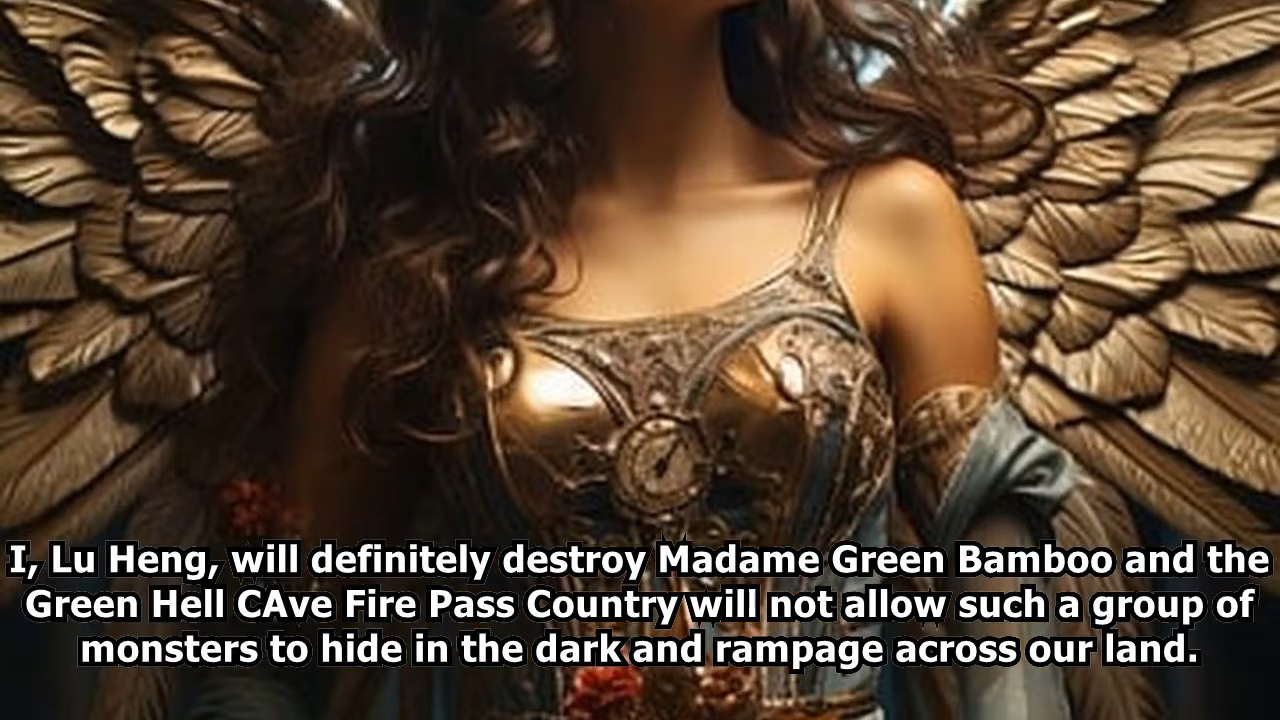 I, Lu Heng, will definitely destroy Madame Green Bamboo and the
Green Hell CAve Fire Pass Country will not allow such a group of
monsters to hide in the dark and rampage across our land.